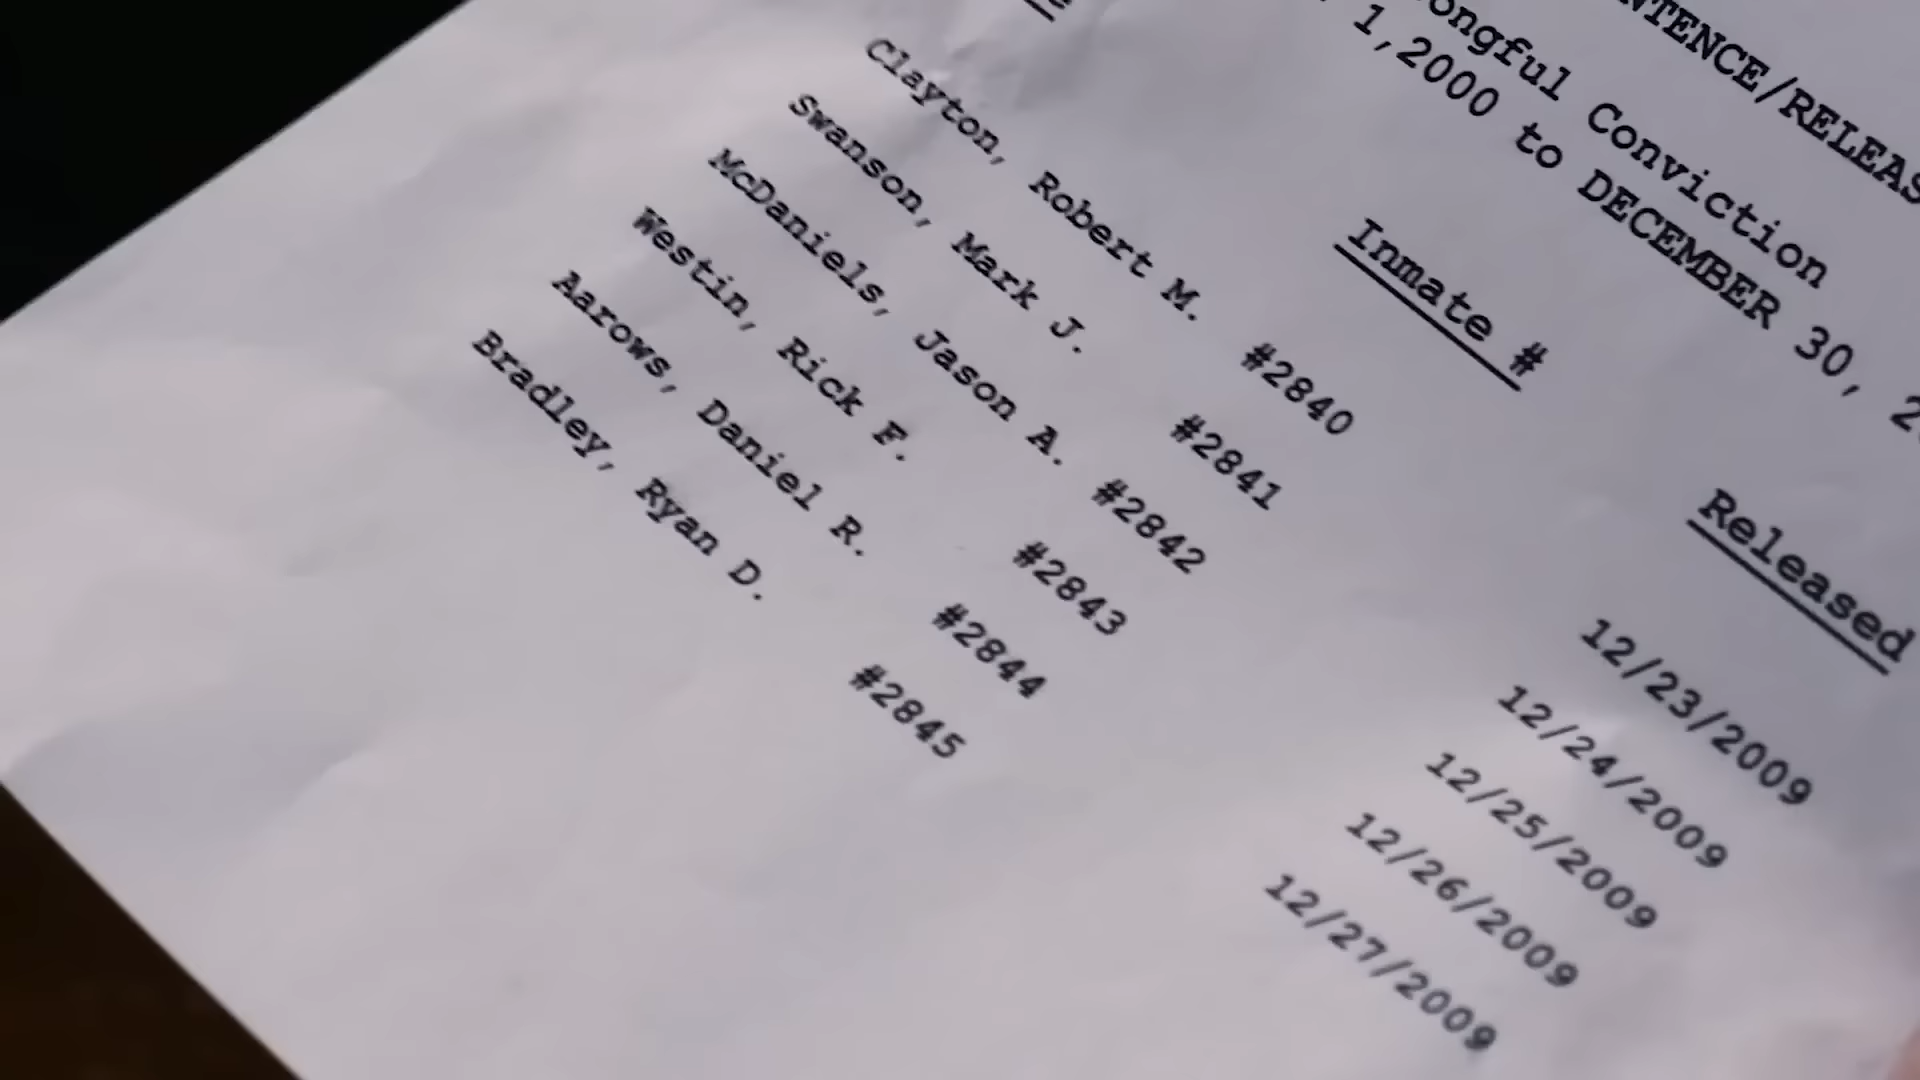 NTENCE/RELEAS
ongful Conviction
1,2000 to DECEMBER 30, 2
Inmate # Released
Clayton, Robert M. #2840 12/23/2009
Swanson, Mark J. #2841 12/24/2009
McDaniels, Jason A. #2842 12/25/2009
Westin, Rick F. #2843 12/26/2009
Aarows, Daniel R. #2844 12/27/2009
Bradley, Ryan D. #2845